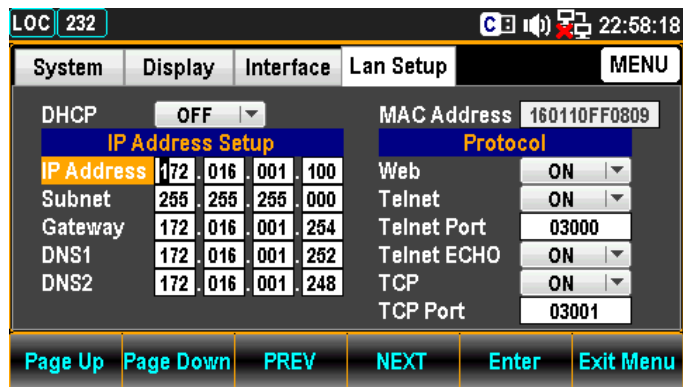 LOC 232 C 22:58:18
System Display Interface Lan Setup MENU
DHCP OFF MAC Address 160110FF0809
IP Address Setup Protocol
IP Address 172 . 016 . 001 . 100 Web ON
Subnet 255 . 255 . 255 . 000 Telnet ON
Gateway 172 . 016 . 001 . 254 Telnet Port 03000
DNS1 172 . 016 . 001 . 252 Telnet ECHO ON
DNS2 172 . 016 . 001 . 248 TCP ON
TCP Port 03001
Page Up Page Down PREV NEXT Enter Exit Menu